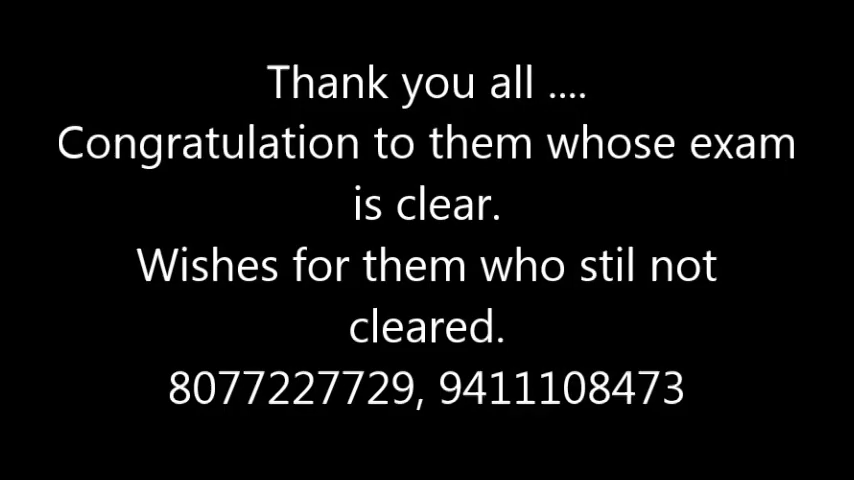 Thank you all ....
Congratulation to them whose exam
is clear.
Wishes for them who stil not
cleared.
8077227729, 9411108473